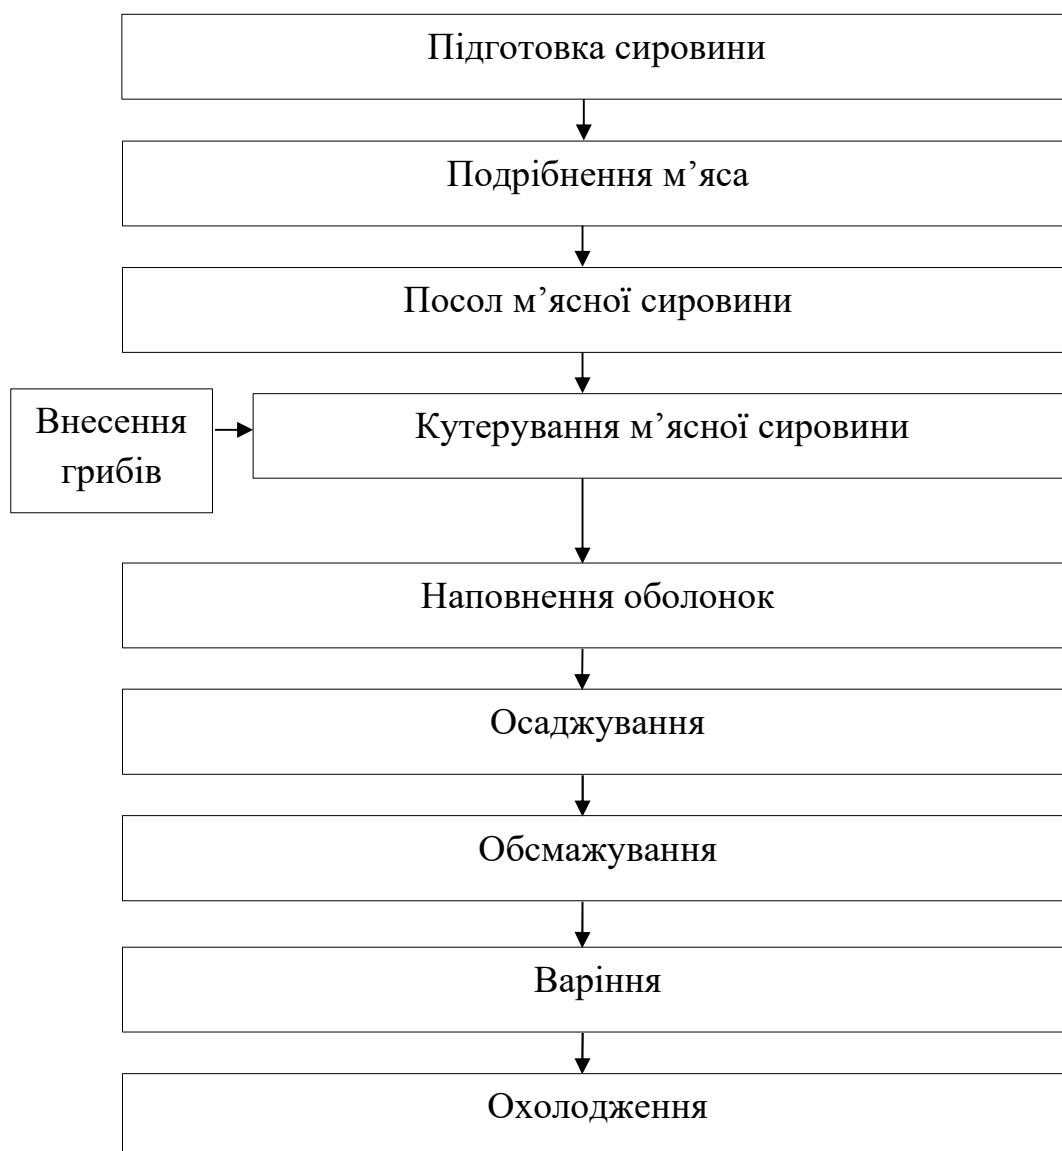 Підготовка сировини
Подрібнення м’яса
Посол м’ясної сировини
Внесення
грибів
Кутерування м’ясної сировини
Наповнення оболонок
Осаджування
Обсмажування
Варіння
Охолодження